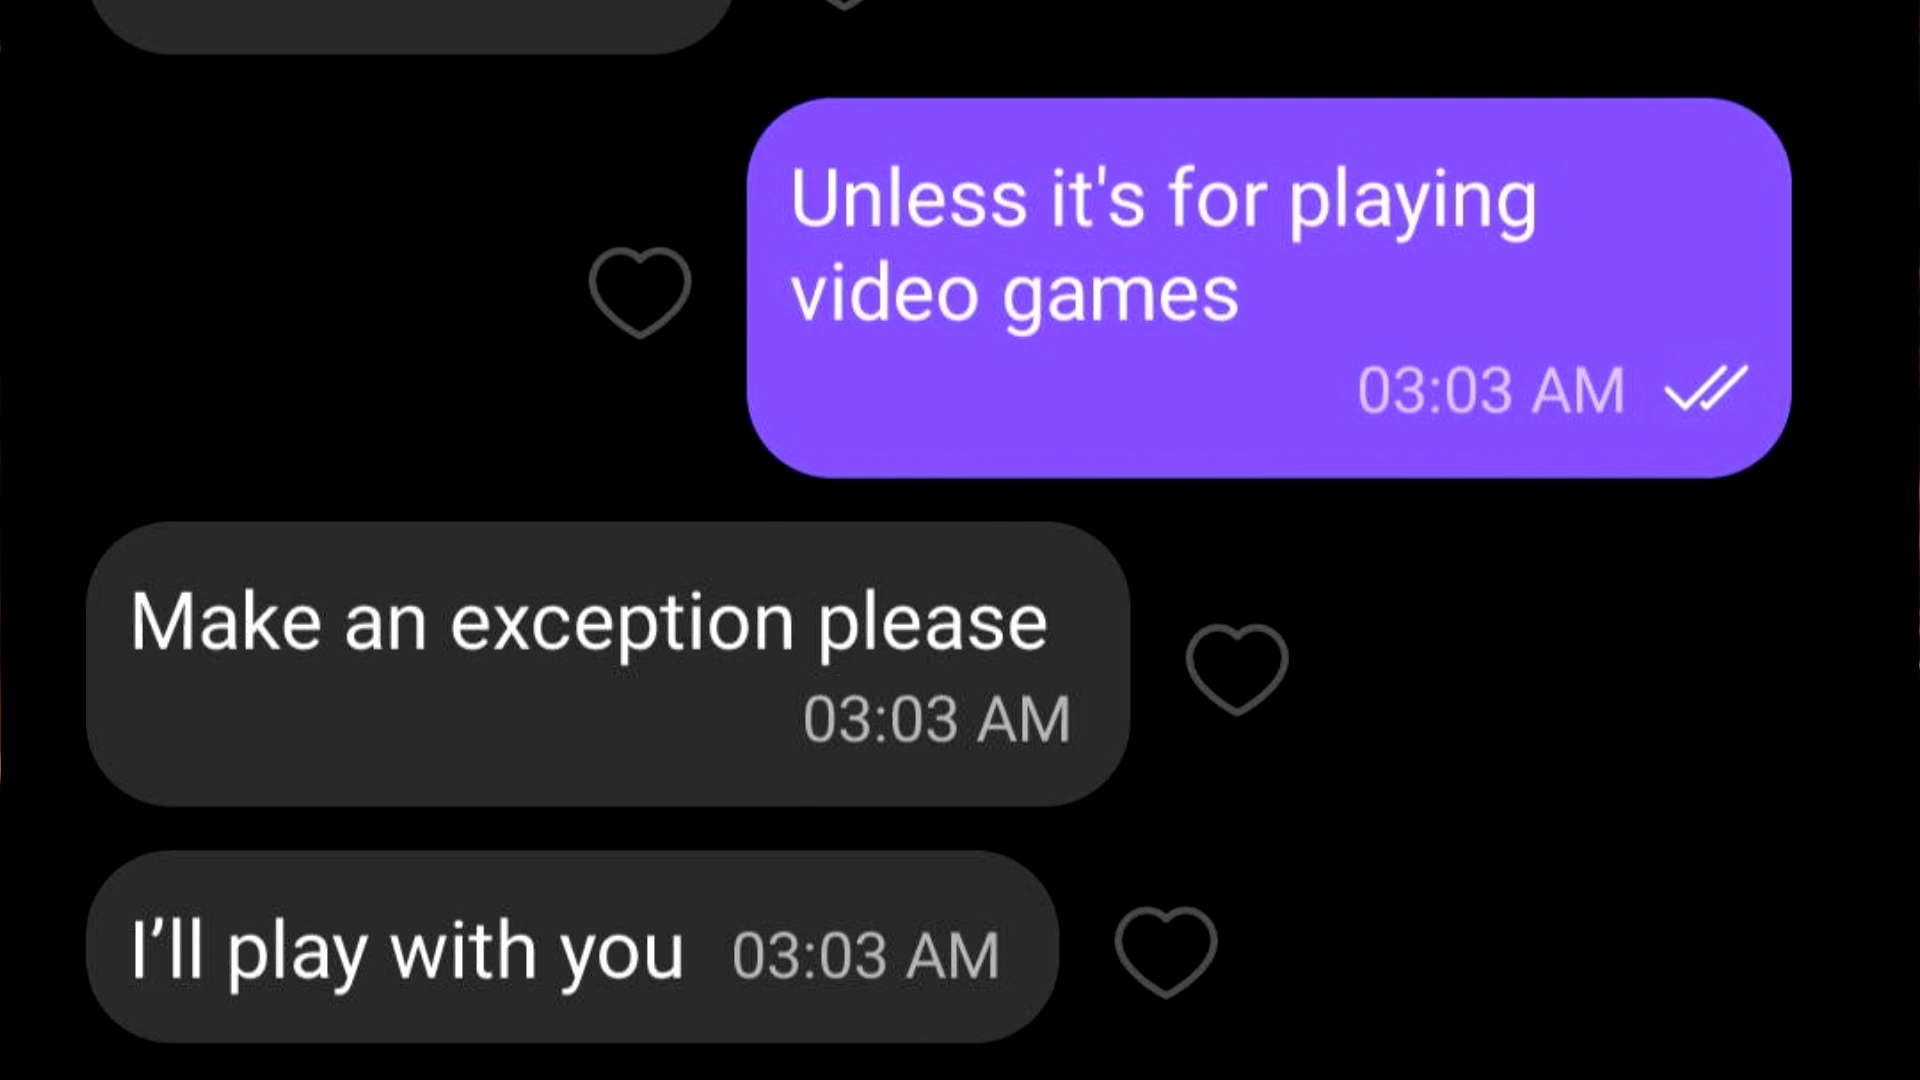 Unless it's for playing
video games
03:03 AM
Make an exception please
03:03 AM
I’ll play with you 03:03 AM